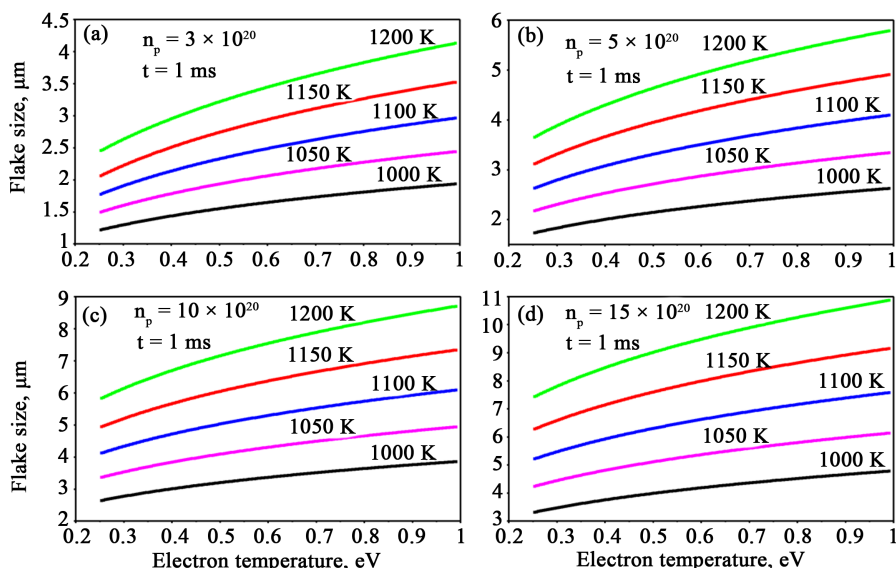 (a)
n_p = 3 × 10^20
t = 1 ms
1200 K
1150 K
1100 K
1050 K
1000 K
Flake size, μm
4.5
4
3.5
3
2.5
2
1.5
1
0.2 0.3 0.4 0.5 0.6 0.7 0.8 0.9 1
(b)
n_p = 5 × 10^20
t = 1 ms
1200 K
1150 K
1100 K
1050 K
1000 K
6
5
4
3
2
0.2 0.3 0.4 0.5 0.6 0.7 0.8 0.9 1
(c)
n_p = 10 × 10^20
t = 1 ms
1200 K
1150 K
1100 K
1050 K
1000 K
Flake size, μm
9
8
7
6
5
4
3
2
0.2 0.3 0.4 0.5 0.6 0.7 0.8 0.9 1
Electron temperature, eV
(d)
n_p = 15 × 10^20
t = 1 ms
1200 K
1150 K
1100 K
1050 K
1000 K
11
10
9
8
7
6
5
4
3
0.2 0.3 0.4 0.5 0.6 0.7 0.8 0.9 1
Electron temperature, eV